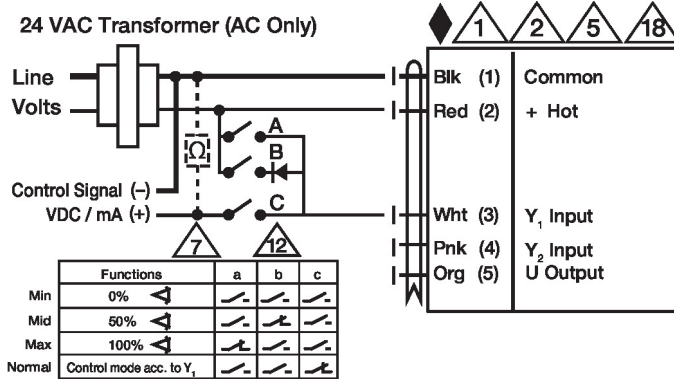 24 VAC Transformer (AC Only)
1 2 5 18
Line
Volts
Blk (1) Common
Red (2) + Hot
A
B
C
Ω
Control Signal (–)
VDC / mA (+)
Wht (3) Y₁ Input
Pnk (4) Y₂ Input
Org (5) U Output
7 12
Functions a b c
Min 0%
Mid 50%
Max 100%
Normal Control mode acc. to Y₁